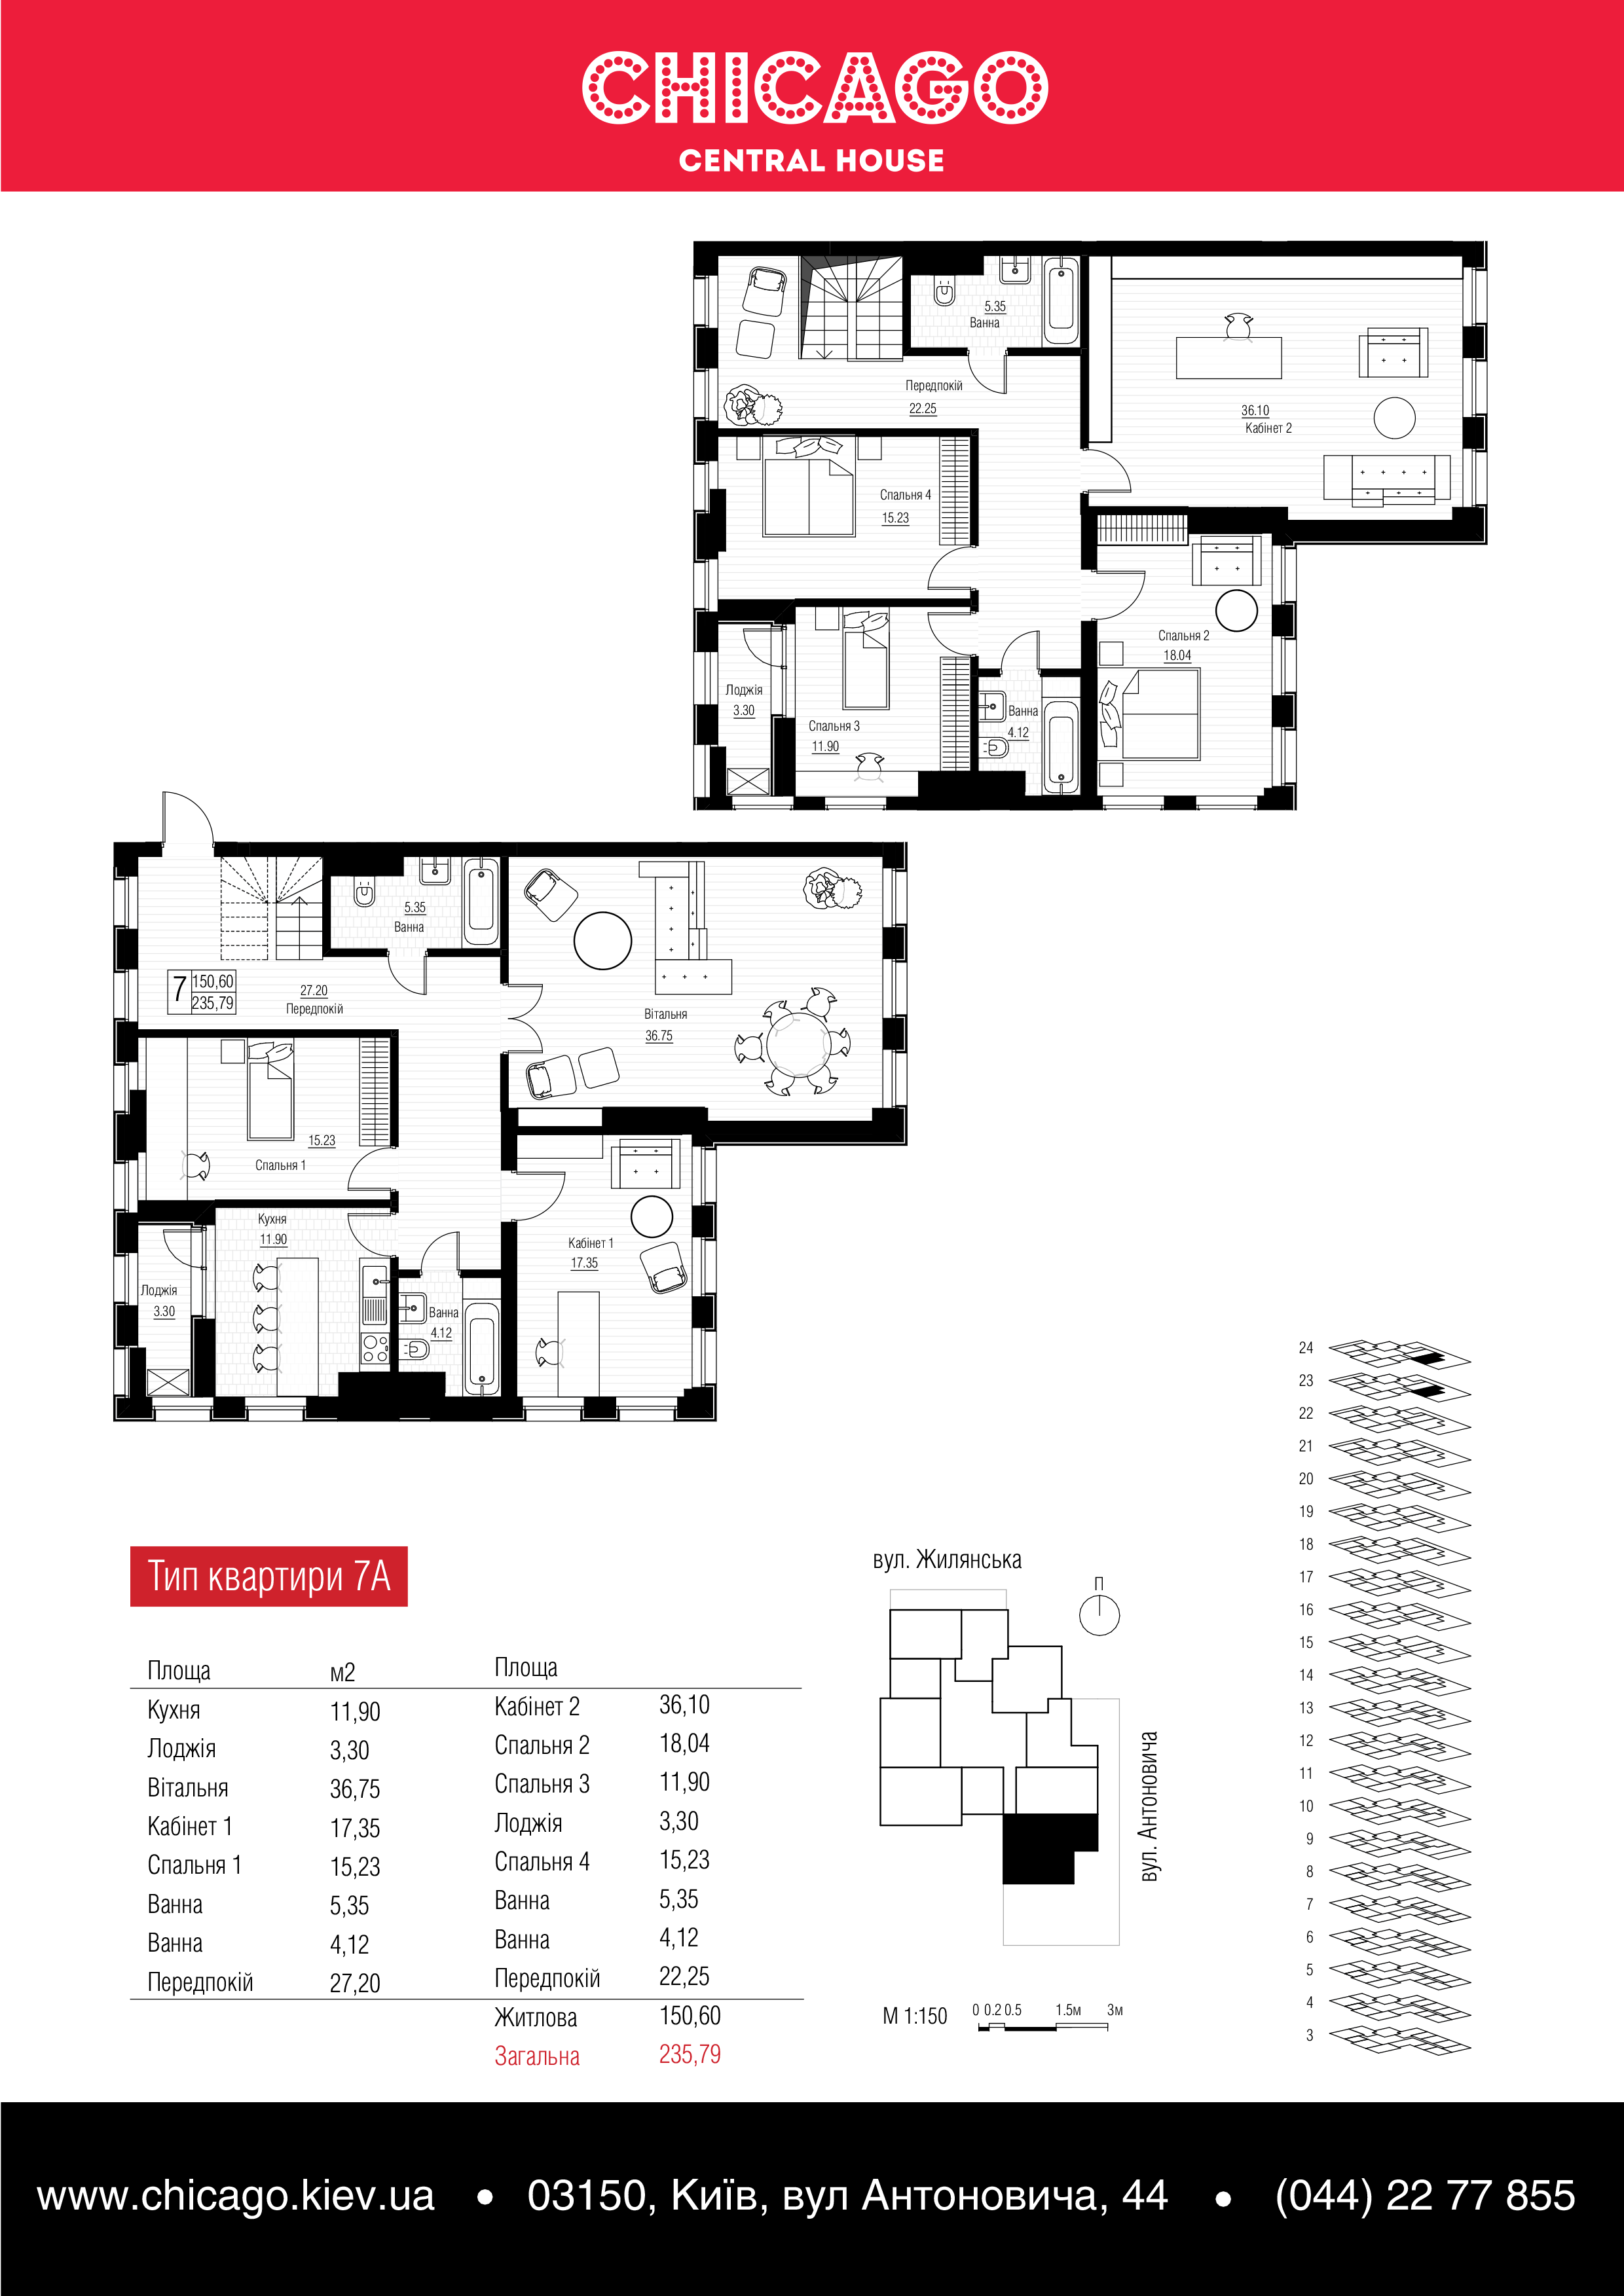 CHICAGO
CENTRAL HOUSE
5.35
Ванна
Передпокій
22.25
36.10
Кабінет 2
Спальня 4
15.23
Спальня 2
18.04
Лоджія
3.30
Спальня 3
11.90
Ванна
4.12
5.35
Ванна
7 150,60
235,79
27.20
Передпокій
Вітальня
36.75
15.23
Спальня 1
Кухня
11.90
Кабінет 1
17.35
Лоджія
3.30
Ванна
4.12
24
23
22
21
20
19
18
17
16
15
14
13
12
11
10
9
8
7
6
5
4
3
Тип квартири 7А
Площа м2
Кухня 11,90
Лоджія 3,30
Вітальня 36,75
Кабінет 1 17,35
Спальня 1 15,23
Ванна 5,35
Ванна 4,12
Передпокій 27,20
Площа
Кабінет 2 36,10
Спальня 2 18,04
Спальня 3 11,90
Лоджія 3,30
Спальня 4 15,23
Ванна 5,35
Ванна 4,12
Передпокій 22,25
Житлова 150,60
Загальна 235,79
вул. Жилянська
П
вул. Антоновича
М 1:150 0 0.2 0.5 1.5м 3м
www.chicago.kiev.ua • 03150, Київ, вул Антоновича, 44 • (044) 22 77 855